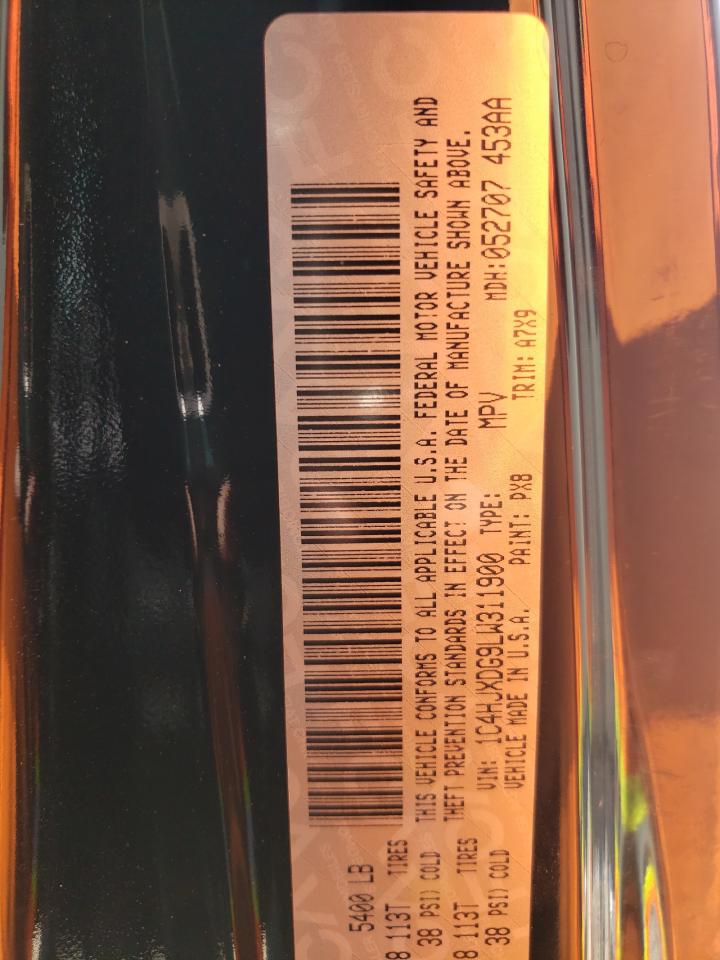 5400 LB
8 113T TIRES
38 PSI) COLD
8 113T TIRES
38 PSI) COLD
THIS VEHICLE CONFORMS TO ALL APPLICABLE U.S.A. FEDERAL MOTOR VEHICLE SAFETY AND
THEFT PREVENTION STANDARDS IN EFFECT ON THE DATE OF MANUFACTURE SHOWN ABOVE.
VIN: 1C4HJXDG9LW311900 TYPE: MPV MDH:052707 453AA
VEHICLE MADE IN U.S.A. PAINT: PX8 TRIM: A7X9